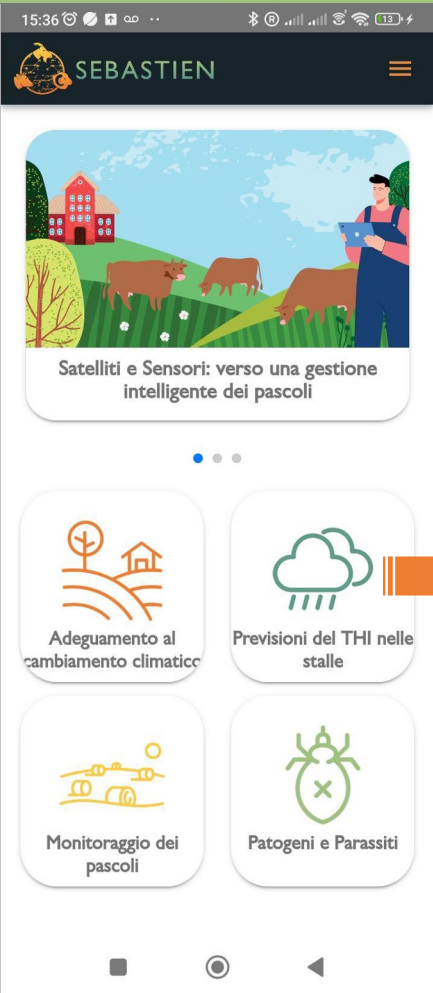 15:36
13
SEBASTIEN
Satelliti e Sensori: verso una gestione
intelligente dei pascoli
Adeguamento al
cambiamento climatico
Previsioni del THI nelle
stalle
Monitoraggio dei
pascoli
Patogeni e Parassiti